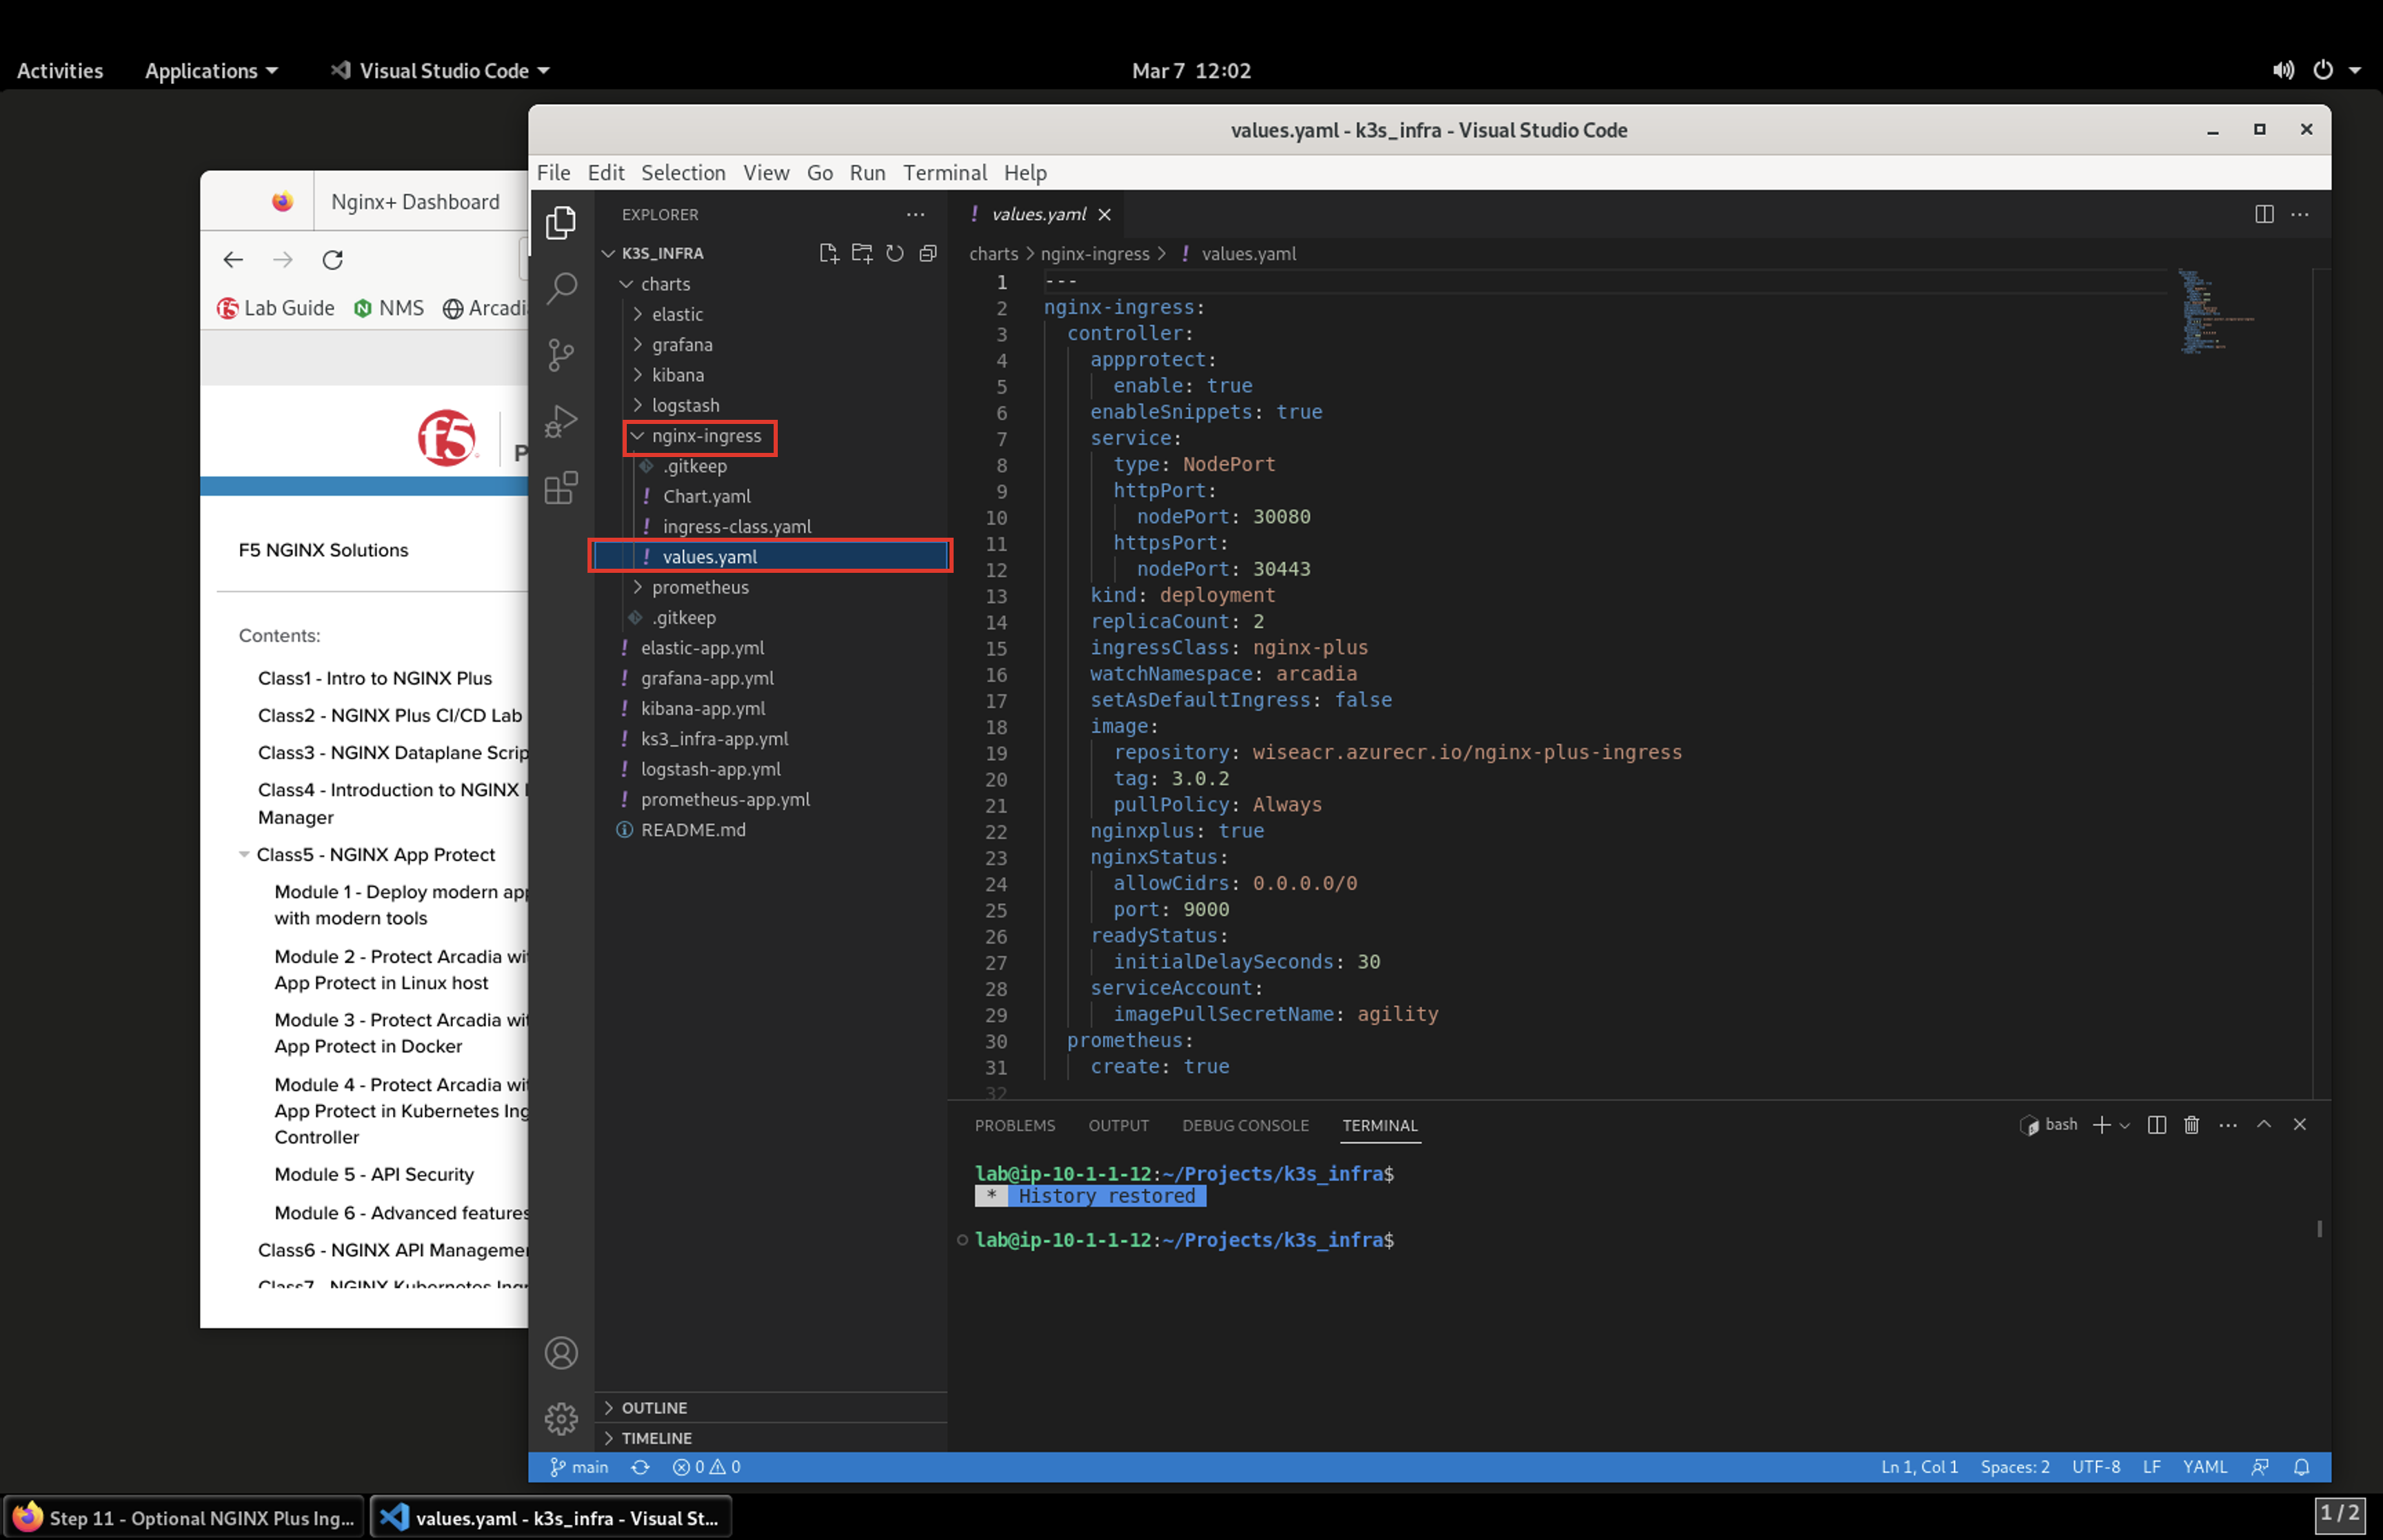 Activities Applications Visual Studio Code Mar 7 12:02
values.yaml - k3s_infra - Visual Studio Code
File Edit Selection View Go Run Terminal Help
Nginx+ Dashboard
Lab Guide NMS Arcadi
f5
P
F5 NGINX Solutions
Contents:
Class1 - Intro to NGINX Plus
Class2 - NGINX Plus CI/CD Lab
Class3 - NGINX Dataplane Scrip
Class4 - Introduction to NGINX
Manager
Class5 - NGINX App Protect
Module 1 - Deploy modern app
with modern tools
Module 2 - Protect Arcadia wi
App Protect in Linux host
Module 3 - Protect Arcadia wi
App Protect in Docker
Module 4 - Protect Arcadia wi
App Protect in Kubernetes Ing
Controller
Module 5 - API Security
Module 6 - Advanced features
Class6 - NGINX API Manageme
Class7 - NGINX Kubernetes Ingr
EXPLORER
K3S_INFRA
charts
elastic
grafana
kibana
logstash
nginx-ingress
.gitkeep
! Chart.yaml
! ingress-class.yaml
! values.yaml
prometheus
.gitkeep
! elastic-app.yml
! grafana-app.yml
! kibana-app.yml
! ks3_infra-app.yml
! logstash-app.yml
! prometheus-app.yml
README.md
OUTLINE
TIMELINE
! values.yaml
charts > nginx-ingress > ! values.yaml
1 ---
2 nginx-ingress:
3 controller:
4 appprotect:
5 enable: true
6 enableSnippets: true
7 service:
8 type: NodePort
9 httpPort:
10 nodePort: 30080
11 httpsPort:
12 nodePort: 30443
13 kind: deployment
14 replicaCount: 2
15 ingressClass: nginx-plus
16 watchNamespace: arcadia
17 setAsDefaultIngress: false
18 image:
19 repository: wiseacr.azurecr.io/nginx-plus-ingress
20 tag: 3.0.2
21 pullPolicy: Always
22 nginxplus: true
23 nginxStatus:
24 allowCidrs: 0.0.0.0/0
25 port: 9000
26 readyStatus:
27 initialDelaySeconds: 30
28 serviceAccount:
29 imagePullSecretName: agility
30 prometheus:
31 create: true
32
PROBLEMS OUTPUT DEBUG CONSOLE TERMINAL bash
lab@ip-10-1-1-12:~/Projects/k3s_infra$
* History restored
lab@ip-10-1-1-12:~/Projects/k3s_infra$
main 0 0 Ln 1, Col 1 Spaces: 2 UTF-8 LF YAML
Step 11 - Optional NGINX Plus Ing... values.yaml - k3s_infra - Visual St... 1 / 2